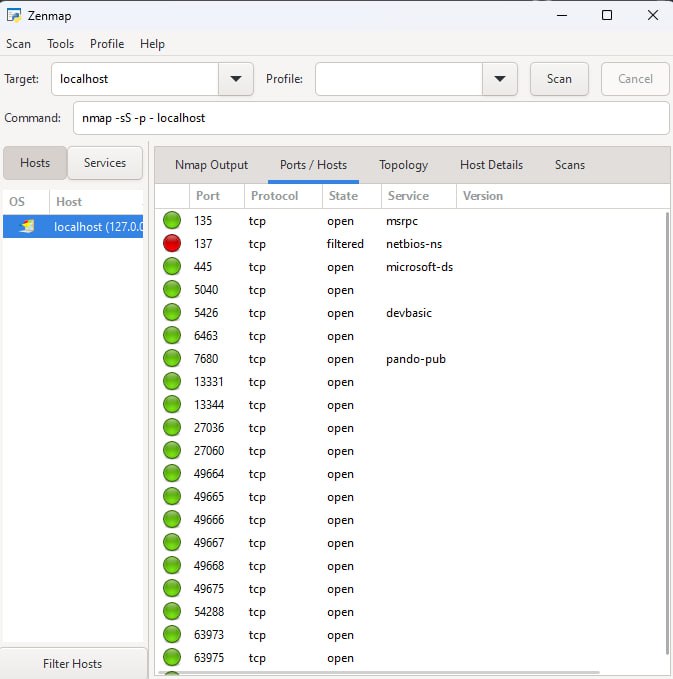 Zenmap
Scan Tools Profile Help
Target: localhost Profile: Scan Cancel
Command: nmap -sS -p - localhost
Hosts Services
Nmap Output Ports / Hosts Topology Host Details Scans
OS Host
Port Protocol State Service Version
localhost (127.0.0
135 tcp open msrpc
137 tcp filtered netbios-ns
445 tcp open microsoft-ds
5040 tcp open
5426 tcp open devbasic
6463 tcp open
7680 tcp open pando-pub
13331 tcp open
13344 tcp open
27036 tcp open
27060 tcp open
49664 tcp open
49665 tcp open
49666 tcp open
49667 tcp open
49668 tcp open
49675 tcp open
54288 tcp open
63973 tcp open
63975 tcp open
Filter Hosts